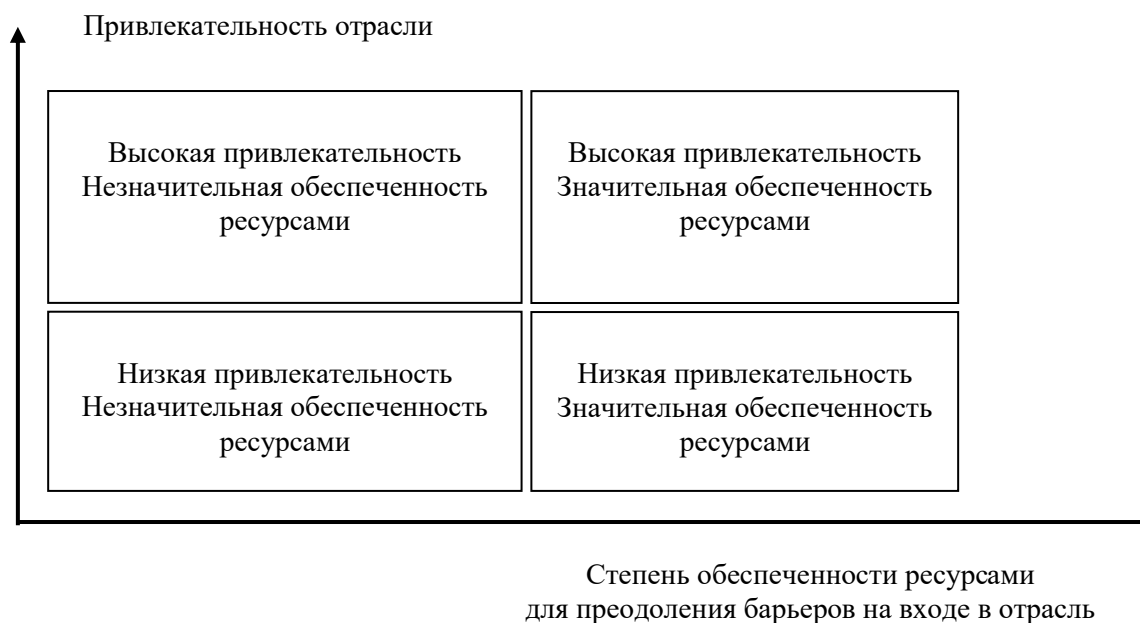 Привлекательность отрасли
Высокая привлекательность
Незначительная обеспеченность
ресурсами
Высокая привлекательность
Значительная обеспеченность
ресурсами
Низкая привлекательность
Незначительная обеспеченность
ресурсами
Низкая привлекательность
Значительная обеспеченность
ресурсами
Степень обеспеченности ресурсами
для преодоления барьеров на входе в отрасль